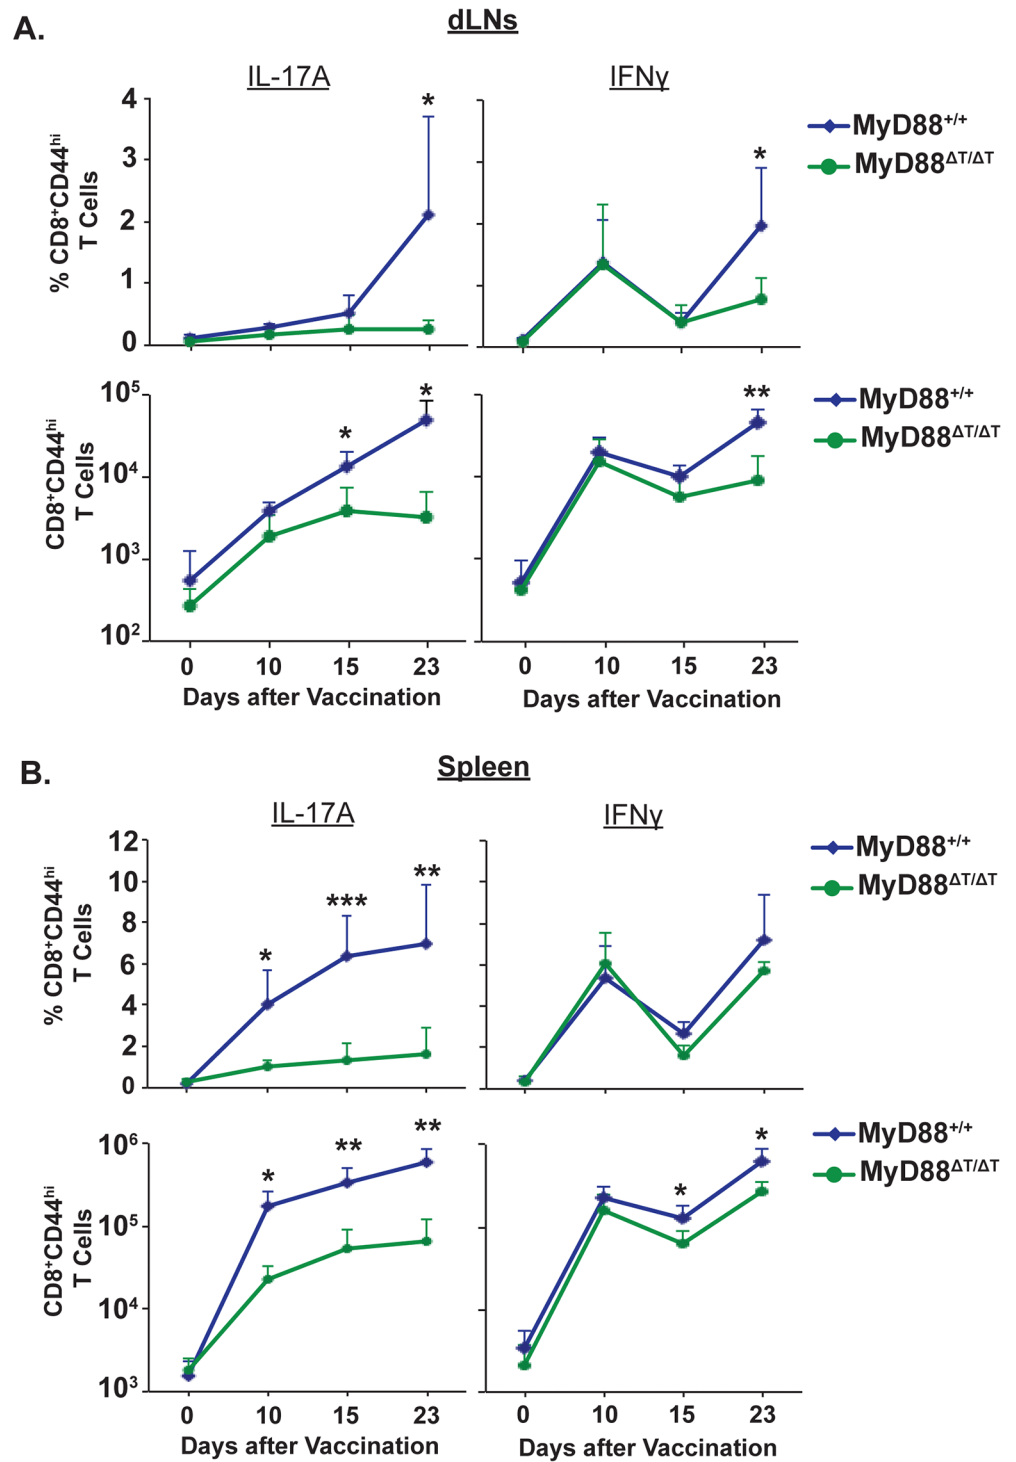 A.
dLNs
IL-17A
IFNγ
4
3
2
1
0
% CD8⁺CD44ʰⁱ
T Cells
*
*
MyD88⁺/⁺
MyD88ΔT/ΔT
10⁵
10⁴
10³
10²
CD8⁺CD44ʰⁱ
T Cells
*
*
**
MyD88⁺/⁺
MyD88ΔT/ΔT
0 10 15 23
0 10 15 23
Days after Vaccination
Days after Vaccination
B.
Spleen
IL-17A
IFNγ
12
10
8
6
4
2
0
% CD8⁺CD44ʰⁱ
T Cells
*
***
**
MyD88⁺/⁺
MyD88ΔT/ΔT
10⁶
10⁵
10⁴
10³
CD8⁺CD44ʰⁱ
T Cells
*
**
**
*
*
MyD88⁺/⁺
MyD88ΔT/ΔT
0 10 15 23
0 10 15 23
Days after Vaccination
Days after Vaccination